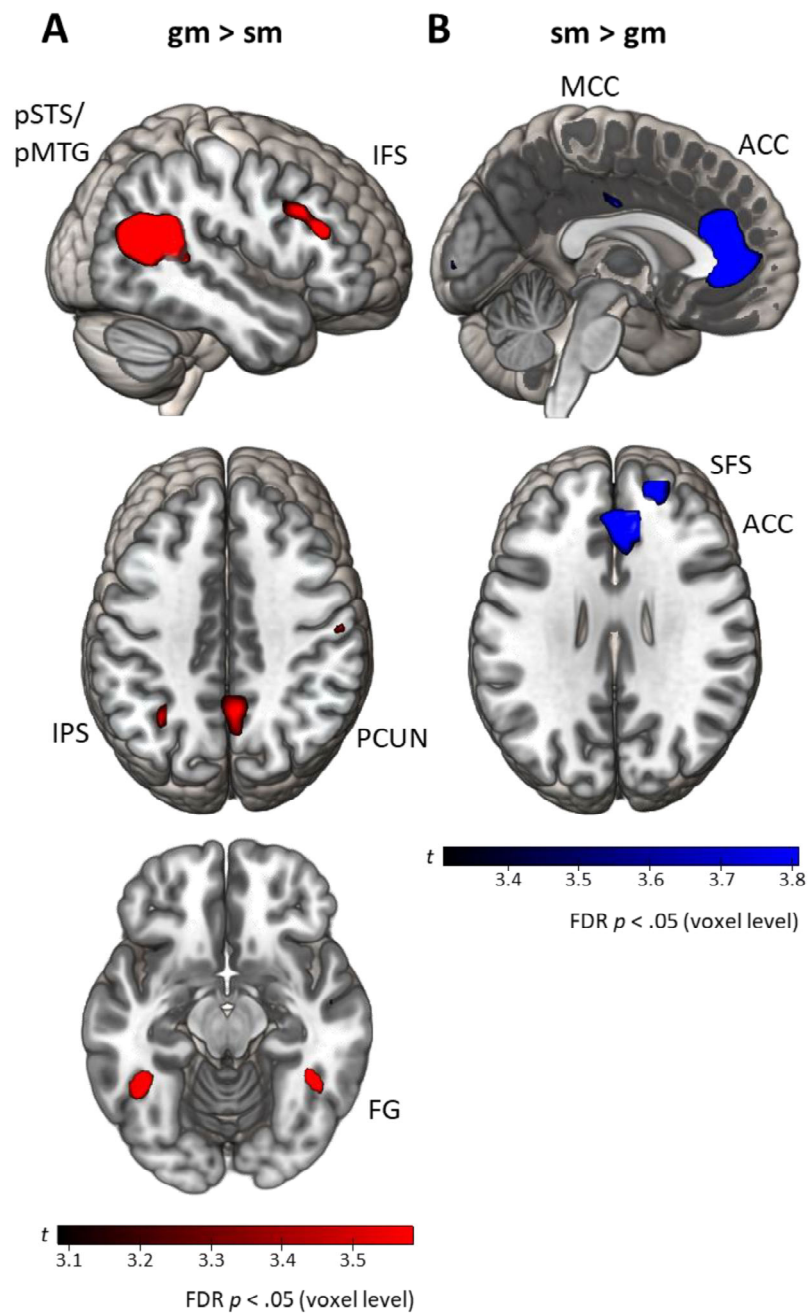 A gm > sm
pSTS/
pMTG
IFS
IPS
PCUN
FG
t
3.1 3.2 3.3 3.4 3.5
FDR p < .05 (voxel level)
B sm > gm
MCC
ACC
SFS
ACC
t
3.4 3.5 3.6 3.7 3.8
FDR p < .05 (voxel level)